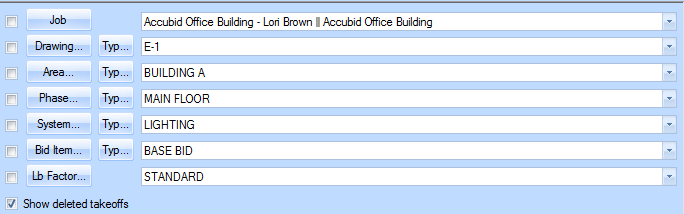 Job Accubid Office Building - Lori Brown Accubid Office Building
Drawing... Typ... E-1
Area... Typ... BUILDING A
Phase... Typ... MAIN FLOOR
System... Typ... LIGHTING
Bid Item... Typ... BASE BID
Lb Factor... STANDARD
Show deleted takeoffs